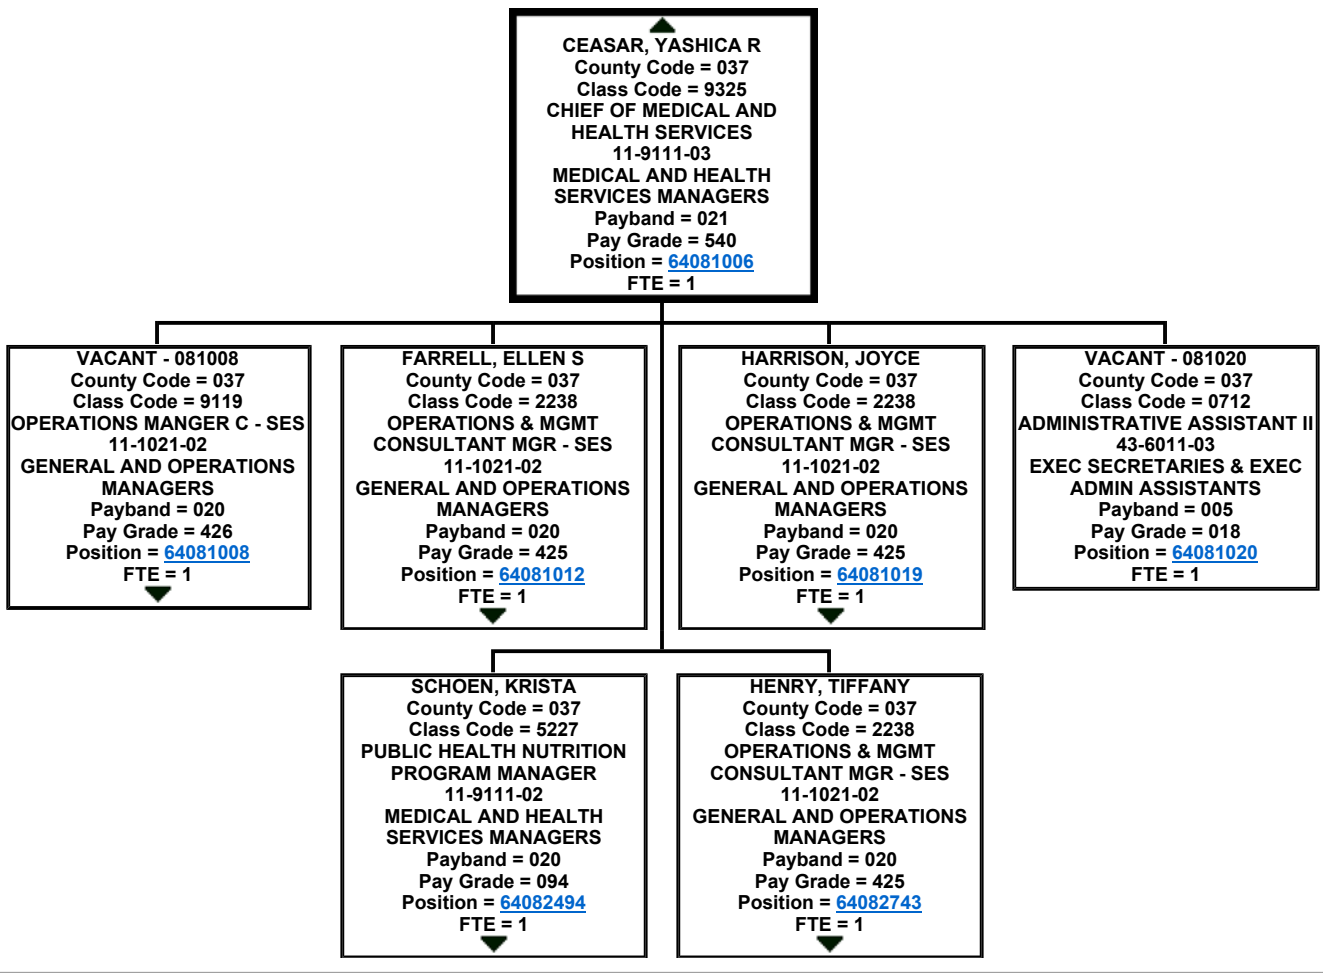 CEASAR, YASHICA R
County Code = 037
Class Code = 9325
CHIEF OF MEDICAL AND
HEALTH SERVICES
11-9111-03
MEDICAL AND HEALTH
SERVICES MANAGERS
Payband = 021
Pay Grade = 540
Position = 64081006
FTE = 1
VACANT - 081008
County Code = 037
Class Code = 9119
OPERATIONS MANGER C - SES
11-1021-02
GENERAL AND OPERATIONS
MANAGERS
Payband = 020
Pay Grade = 426
Position = 64081008
FTE = 1
FARRELL, ELLEN S
County Code = 037
Class Code = 2238
OPERATIONS & MGMT
CONSULTANT MGR - SES
11-1021-02
GENERAL AND OPERATIONS
MANAGERS
Payband = 020
Pay Grade = 425
Position = 64081012
FTE = 1
HARRISON, JOYCE
County Code = 037
Class Code = 2238
OPERATIONS & MGMT
CONSULTANT MGR - SES
11-1021-02
GENERAL AND OPERATIONS
MANAGERS
Payband = 020
Pay Grade = 425
Position = 64081019
FTE = 1
VACANT - 081020
County Code = 037
Class Code = 0712
ADMINISTRATIVE ASSISTANT II
43-6011-03
EXEC SECRETARIES & EXEC
ADMIN ASSISTANTS
Payband = 005
Pay Grade = 018
Position = 64081020
FTE = 1
SCHOEN, KRISTA
County Code = 037
Class Code = 5227
PUBLIC HEALTH NUTRITION
PROGRAM MANAGER
11-9111-02
MEDICAL AND HEALTH
SERVICES MANAGERS
Payband = 020
Pay Grade = 094
Position = 64082494
FTE = 1
HENRY, TIFFANY
County Code = 037
Class Code = 2238
OPERATIONS & MGMT
CONSULTANT MGR - SES
11-1021-02
GENERAL AND OPERATIONS
MANAGERS
Payband = 020
Pay Grade = 425
Position = 64082743
FTE = 1